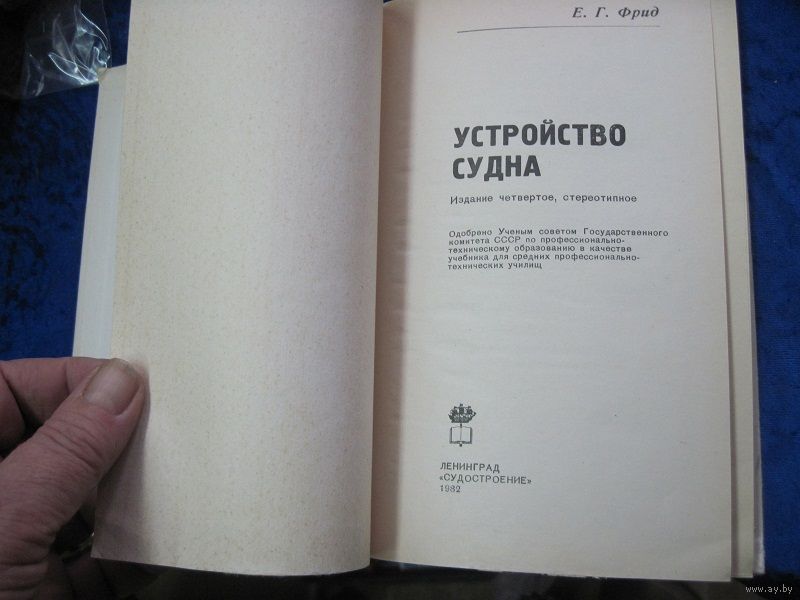 Е. Г. Фрид
УСТРОЙСТВО
СУДНА
Издание четвертое, стереотипное
Одобрено Ученым советом Государственного
комитета СССР по профессионально-
техническому образованию в качестве
учебника для средних профессионально-
технических училищ
ЛЕНИНГРАД
«СУДОСТРОЕНИЕ»
1982
www.ay.by